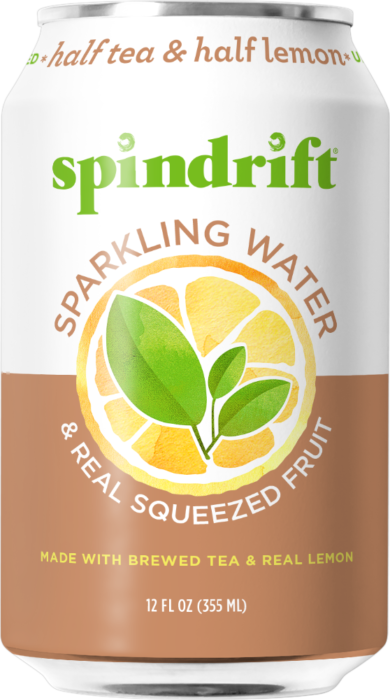 ED * half tea & half lemon * U
spindrift®
SPARKLING WATER
& REAL SQUEEZED FRUIT
MADE WITH BREWED TEA & REAL LEMON
12 FL OZ (355 ML)